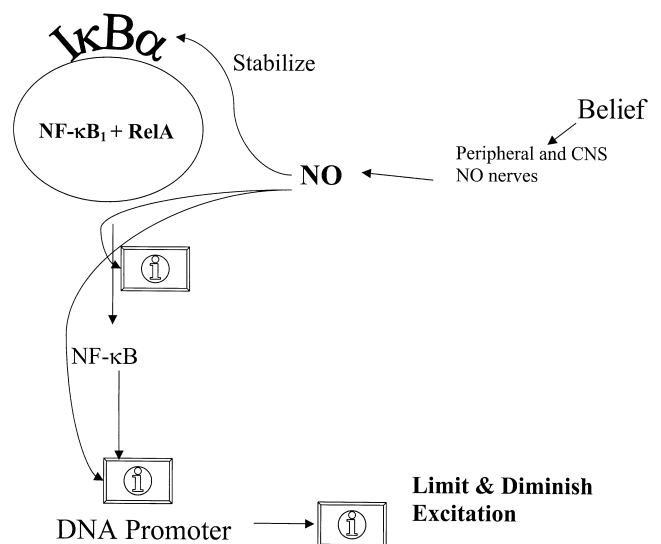 IκBα
Stabilize
NF-κB₁ + RelA
Belief
Peripheral and CNS
NO nerves
NO
i
NF-κB
i
Limit & Diminish
Excitation
DNA Promoter
i